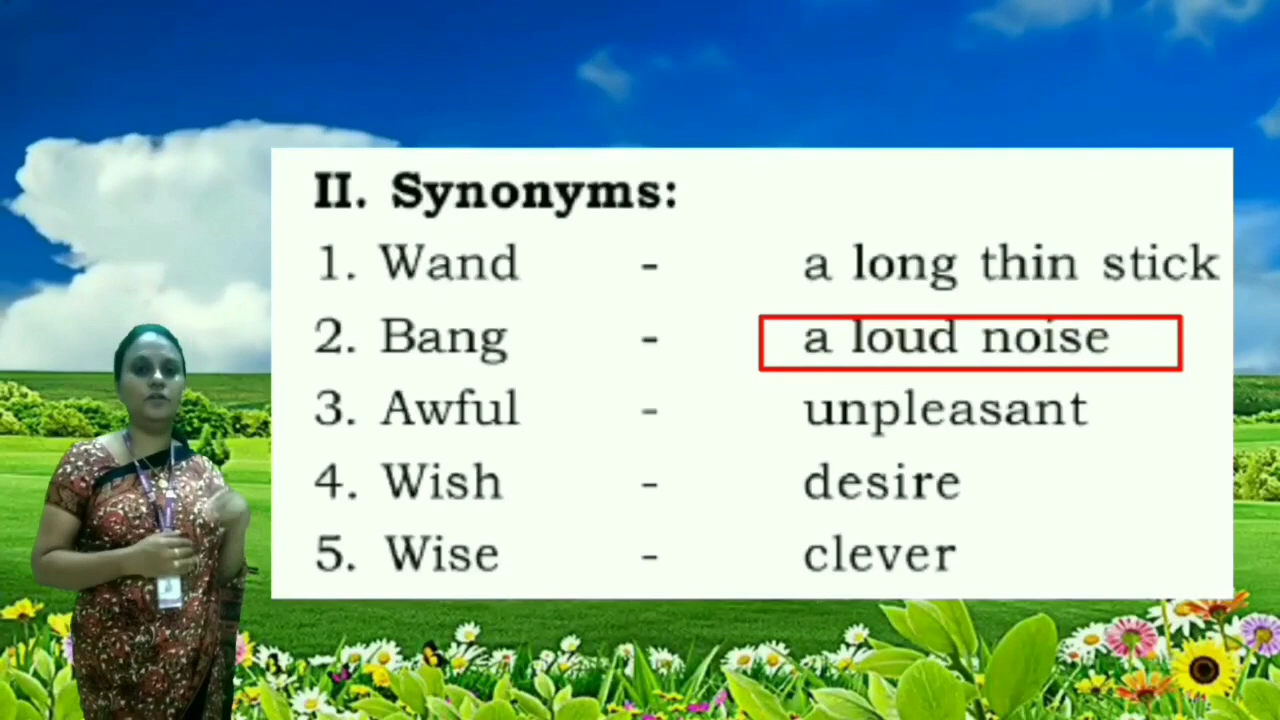 II. Synonyms:
1. Wand - a long thin stick
2. Bang - a loud noise
3. Awful - unpleasant
4. Wish - desire
5. Wise - clever